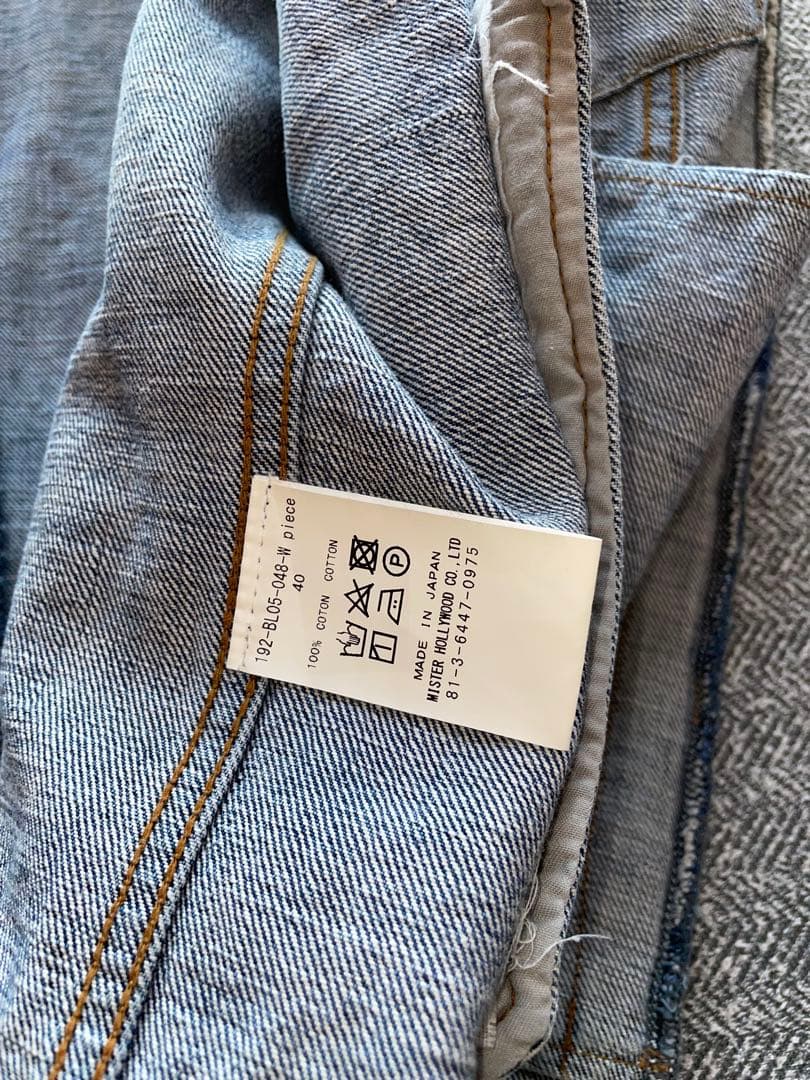 192-BL05-048-W piece
40
100% COTON COTTON
P
MADE IN JAPAN
MISTER HOLLYWOOD CO.,LTD
81-3-6447-0975